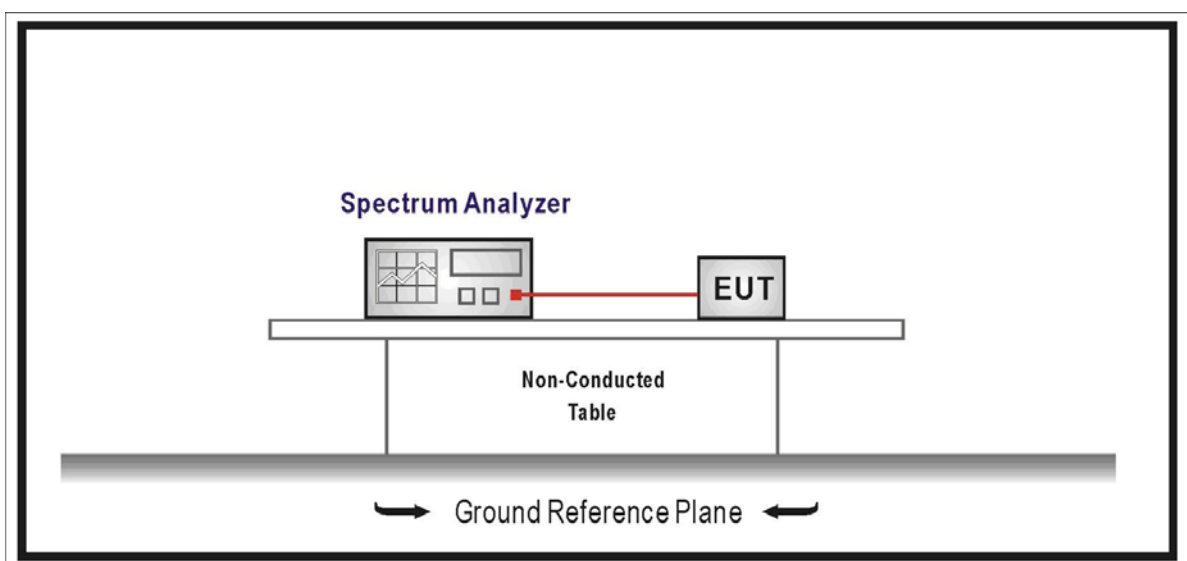 Spectrum Analyzer
EUT
Non-Conducted
Table
Ground Reference Plane